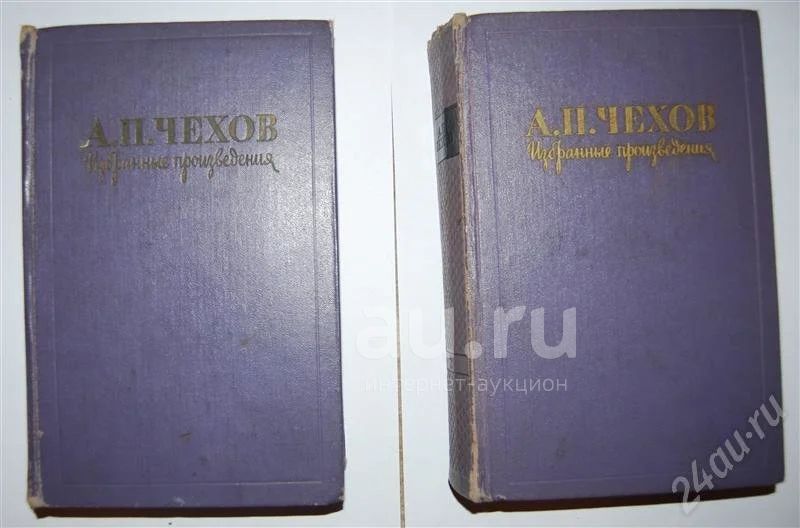 А.П.ЧЕХОВ
Избранные произведения
А.П.ЧЕХОВ
Избранные произведения
au.ru
интернет-аукцион
24au.ru